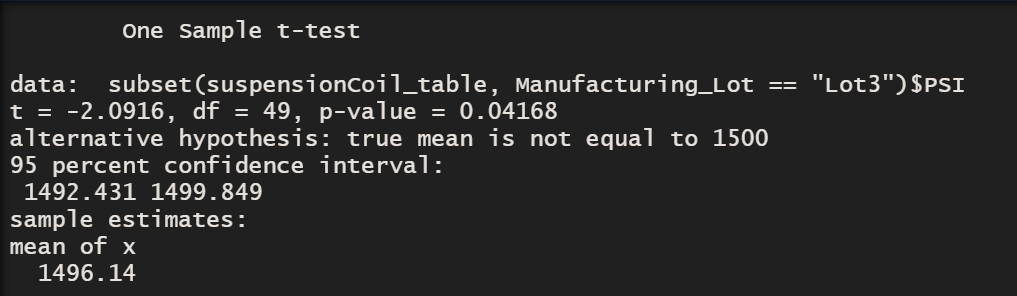 One Sample t-test
data:  subset(suspensionCoil_table, Manufacturing_Lot == "Lot3")$PSI
t = -2.0916, df = 49, p-value = 0.04168
alternative hypothesis: true mean is not equal to 1500
95 percent confidence interval:
1492.431 1499.849
sample estimates:
mean of x
1496.14